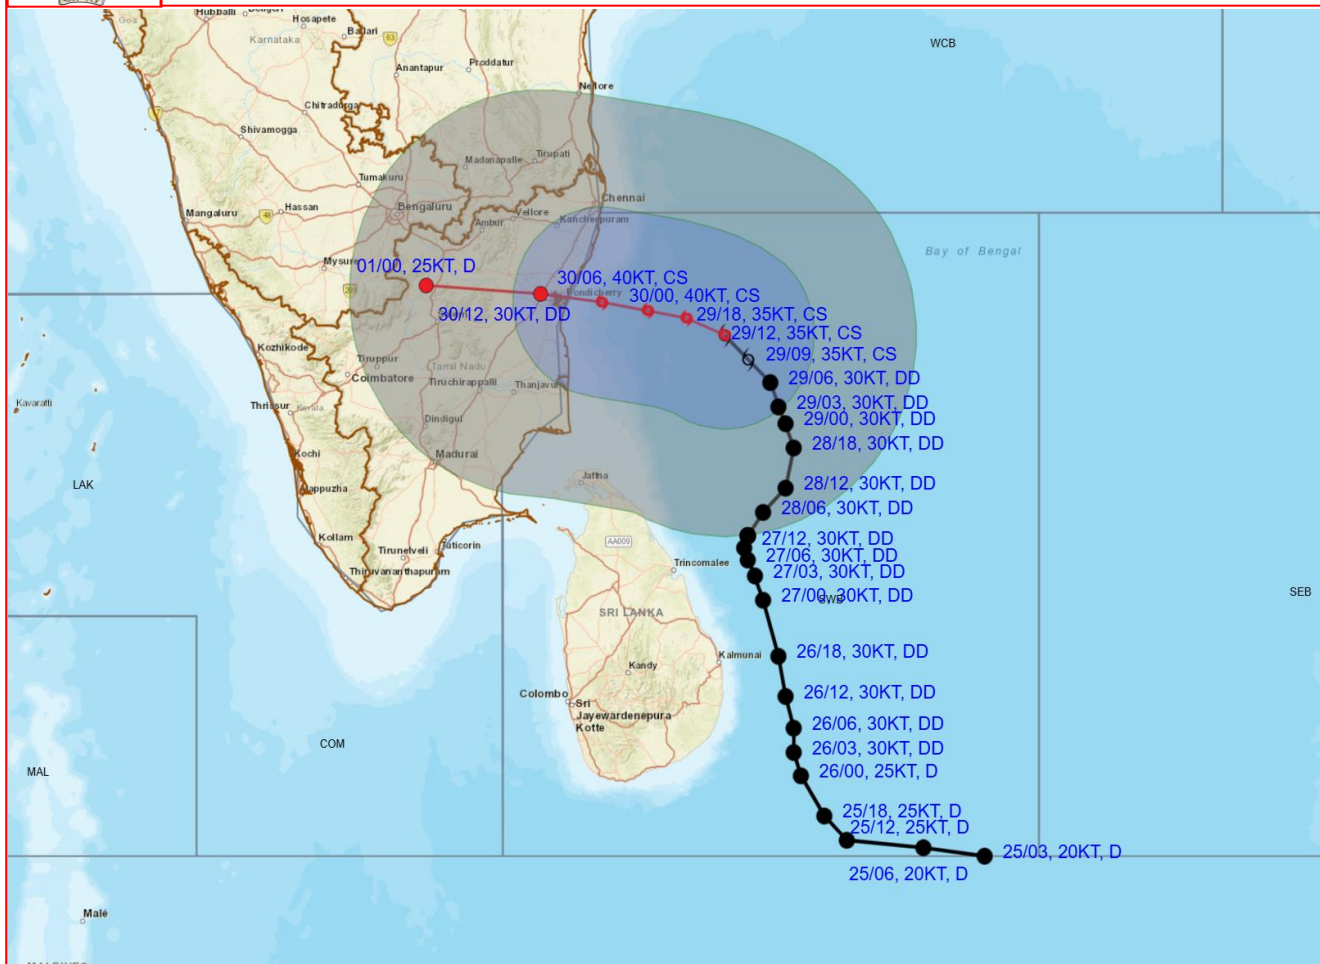 Goa
Hubballi
Hosapete
Ballari
63
Karnataka
WCB
Anantapur
Proddatur
Nellore
Chitradurga
Shivamogga
Madanapalle
Tirupati
Tumakuru
Chennai
Bengaluru
Hassan
48
Mangaluru
Vellore
Ambur
Kancheepuram
Bay of Bengal
Mysuru
01/00, 25KT, D
30/06, 40KT, CS
Pondicherry
30/00, 40KT, CS
30/12, 30KT, DD
29/18, 35KT, CS
29/12, 35KT, CS
Kozhikode
29/09, 35KT, CS
Tiruppur
Tamil Nadu
Coimbatore
Tiruchirappalli
Thanjavur
29/06, 30KT, DD
Kavaratti
Thrissur
Kerala
29/03, 30KT, DD
29/00, 30KT, DD
Dindigul
28/18, 30KT, DD
Kochi
Madurai
Jaffna
LAK
Alappuzha
28/12, 30KT, DD
28/06, 30KT, DD
Kollam
27/12, 30KT, DD
AA009
Tirunelveli
Tuticorin
27/06, 30KT, DD
Trincomalee
27/03, 30KT, DD
Thiruvananthapuram
27/00, 30KT, DD
SWB
SEB
SRI LANKA
26/18, 30KT, DD
Kalmunai
Kandy
26/12, 30KT, DD
Colombo
Sri
Jayewardenepura
Kotte
26/06, 30KT, DD
COM
26/03, 30KT, DD
MAL
26/00, 25KT, D
25/18, 25KT, D
25/12, 25KT, D
25/03, 20KT, D
25/06, 20KT, D
Malé
MALDIVES